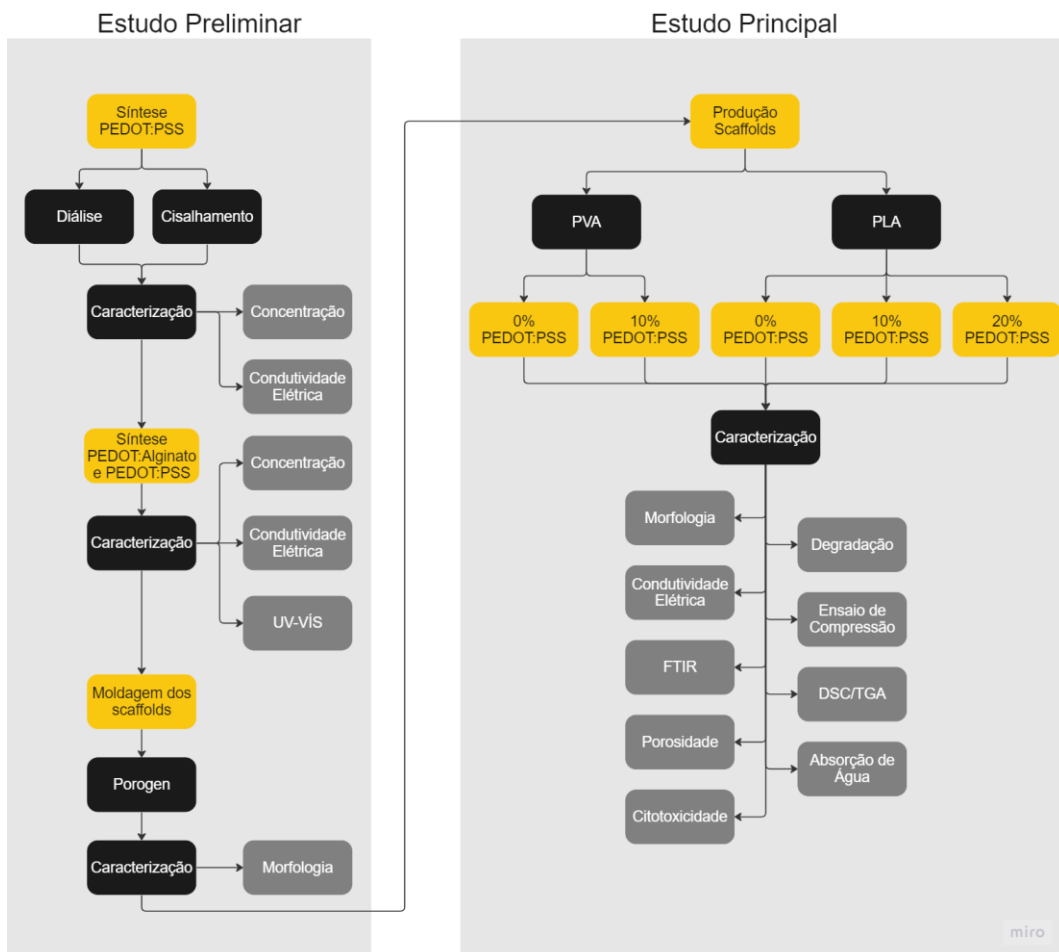 Estudo Preliminar
Síntese
PEDOT:PSS
Diálise
Cisalhamento
Caracterização
Concentração
Condutividade
Elétrica
Síntese
PEDOT:Alginato
e PEDOT:PSS
Concentração
Caracterização
Condutividade
Elétrica
UV-VÍS
Moldagem dos
scaffolds
Porogen
Caracterização
Morfologia
Estudo Principal
Produção
Scaffolds
PVA
PLA
0%
PEDOT:PSS
10%
PEDOT:PSS
0%
PEDOT:PSS
10%
PEDOT:PSS
20%
PEDOT:PSS
Caracterização
Morfologia
Degradação
Condutividade
Elétrica
Ensaio de
Compressão
FTIR
DSC/TGA
Porosidade
Absorção de
Água
Citotoxicidade
miro